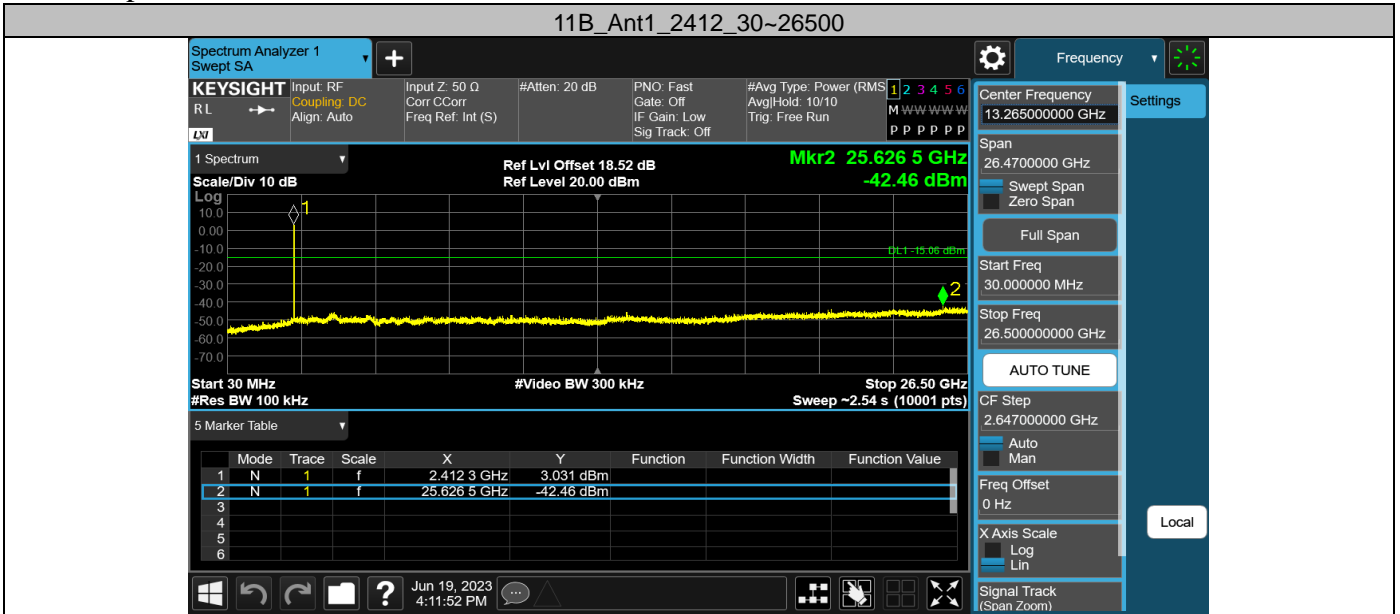 11B_Ant1_2412_30~26500
Spectrum Analyzer 1
Swept SA
+
Frequency
KEYSIGHT
RL
LXI
Input: RF
Coupling: DC
Align: Auto
Input Z: 50 Ω
Corr CCorr
Freq Ref: Int (S)
#Atten: 20 dB
PNO: Fast
Gate: Off
IF Gain: Low
Sig Track: Off
#Avg Type: Power (RMS
Avg|Hold: 10/10
Trig: Free Run
1 2 3 4 5 6
M W W W W W
P P P P P P
1 Spectrum
Scale/Div 10 dB
Ref Lvl Offset 18.52 dB
Ref Level 20.00 dBm
Mkr2 25.626 5 GHz
-42.46 dBm
Log
10.0
0.00
-10.0
-20.0
-30.0
-40.0
-50.0
-60.0
-70.0
1
DL1 -15.06 dBm
2
Start 30 MHz
#Res BW 100 kHz
#Video BW 300 kHz
Stop 26.50 GHz
Sweep ~2.54 s (10001 pts)
5 Marker Table
Mode Trace Scale X Y Function Function Width Function Value
1 N 1 f 2.412 3 GHz 3.031 dBm
2 N 1 f 25.626 5 GHz -42.46 dBm
3
4
5
6
?
Jun 19, 2023
4:11:52 PM
Center Frequency
13.265000000 GHz
Settings
Span
26.4700000 GHz
Swept Span
Zero Span
Full Span
Start Freq
30.000000 MHz
Stop Freq
26.500000000 GHz
AUTO TUNE
CF Step
2.647000000 GHz
Auto
Man
Freq Offset
0 Hz
Local
X Axis Scale
Log
Lin
Signal Track
(Span Zoom)